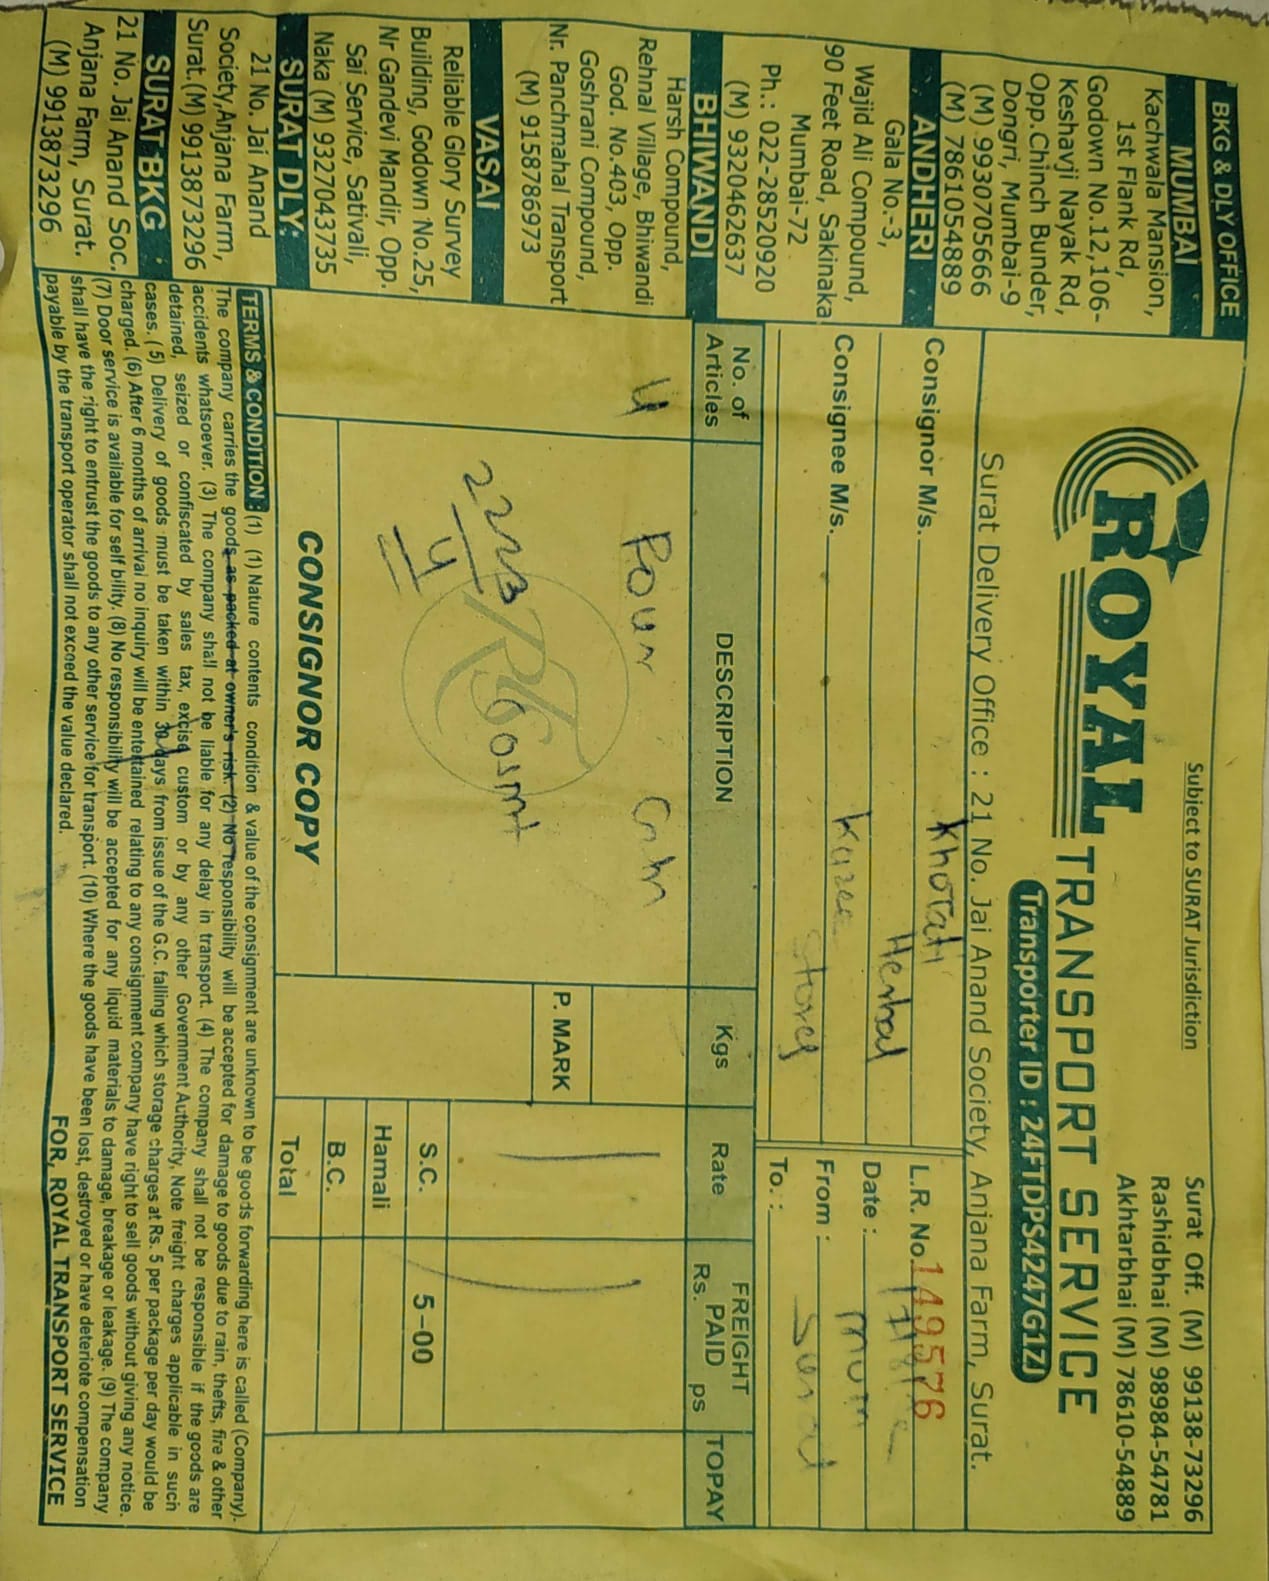 BKG & DLY OFFICE
MUMBAI
Kachwala Mansion,
1st Flank Rd,
Godown No.12,106-
Keshavji Nayak Rd,
Opp.Chinch Bunder,
Dongri, Mumbai-9
(M) 9930705666
(M) 7861054889
ANDHERI
Gala No.-3,
Wajid Ali Compound,
90 Feet Road, Sakinaka
Mumbai-72
Ph.: 022-28520920
(M) 9320462637
BHIWANDI
Harsh Compound,
Rehnal Village, Bhiwandi
God. No.403, Opp.
Goshrani Compound,
Nr. Panchmahal Transport
(M) 9158786973
VASAI
Reliable Glory Survey
Building, Godown No.25,
Nr Gandevi Mandir, Opp.
Sai Service, Sativali,
Naka (M) 9327043735
SURAT DLY:
21 No. Jai Anand
Society,Anjana Farm,
Surat.(M) 9913873296
SURAT BKG
21 No. Jai Anand Soc.
Anjana Farm, Surat.
(M) 9913873296
Subject to SURAT Jurisdiction
Surat Off. (M) 99138-73296
Rashidbhai (M) 98984-54781
Akhtarbhai (M) 78610-54889
ROYAL TRANSPORT SERVICE
Transporter ID : 24FTDPS4247G1ZJ
Surat Delivery Office : 21 No. Jai Anand Society, Anjana Farm, Surat.
Consignor M/s. Khorati
Herbal
Consignee M/s.
Stores
L.R. No. 149576
Date :
From : mum
To. : Surat
No. of Articles
DESCRIPTION
Kgs
Rate
FREIGHT
Rs. PAID ps
TOPAY
4
P. MARK
2223
4
S.C. 5-00
Hamali
B.C.
Total
CONSIGNOR COPY
TERMS & CONDITION : (1) (1) Nature contents condition & value of the consignment are unknown to be goods forwarding here is called (Company).
The company carries the goods as packed at owner's risk. (2) No responsibility will be accepted for damage to goods due to rain, thefts, fire & other
accidents whatsoever. (3) The company shall not be liable for any delay in transport. (4) The company shall not be responsible if the goods are
detained, seized or confiscated by sales tax, excise, custom or by any other Government Authority, Note freight charges applicable in such
cases. ( 5) Delivery of goods must be taken within 30 days from issue of the G.C. falling which storage charges at Rs. 5 per package per day would be
charged. (6) After 6 months of arrival no inquiry will be entertained relating to any consignment company have right to sell goods without giving any notice.
(7) Door service is available for self bility. (8) No responsibility will be accepted for any liquid materials to damage, breakage or leakage. (9) The company
shall have the right to entrust the goods to any other service for transport. (10) Where the goods have been lost, destroyed or have deteriote compensation
payable by the transport operator shall not exceed the value declared.
FOR, ROYAL TRANSPORT SERVICE